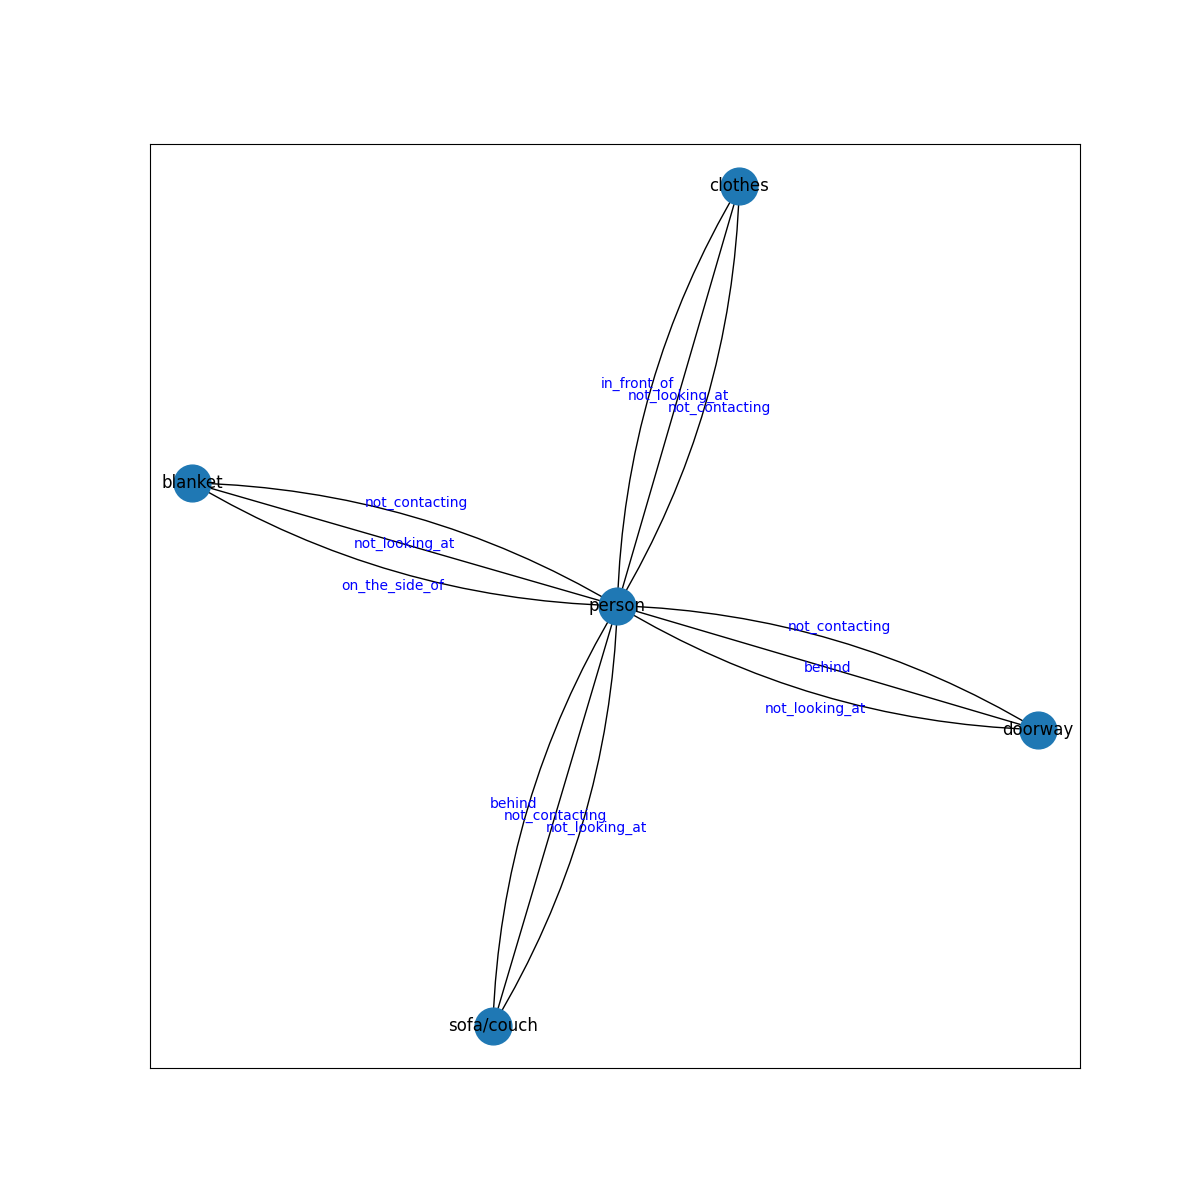 clothes
in_front_of
not_looking_at
not_contacting
blanket
not_contacting
not_looking_at
on_the_side_of
person
not_contacting
behind
not_looking_at
doorway
behind
not_contacting
not_looking_at
sofa/couch